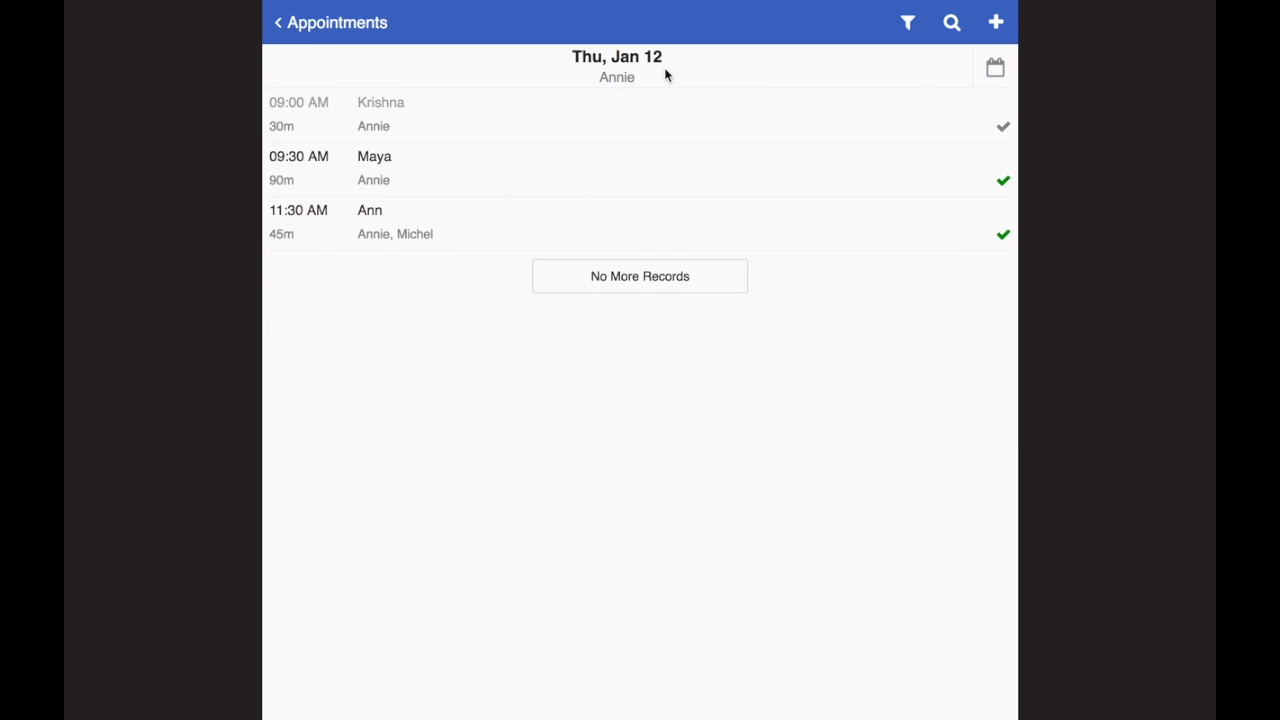 Appointments
Thu, Jan 12
Annie
09:00 AM Krishna
30m Annie
09:30 AM Maya
90m Annie
11:30 AM Ann
45m Annie, Michel
No More Records